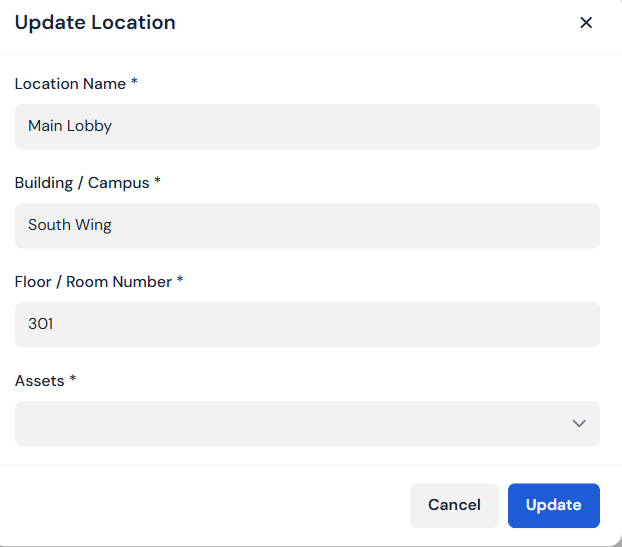 Update Location
Location Name *
Main Lobby
Building / Campus *
South Wing
Floor / Room Number *
301
Assets *
Cancel Update